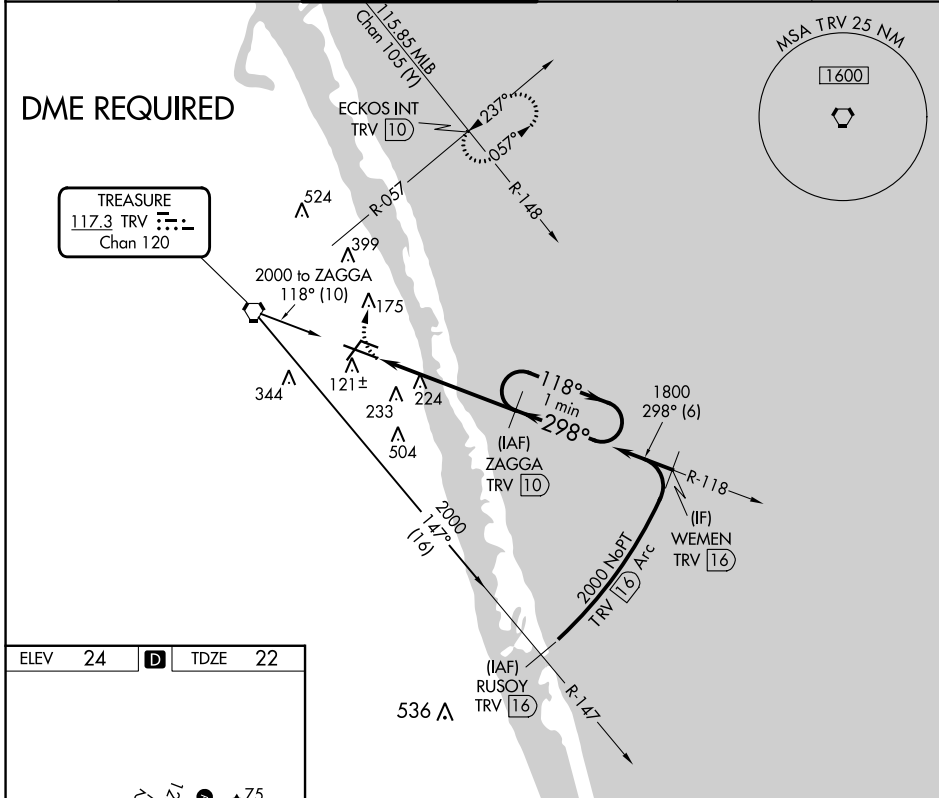 115.85 MLB
Chan 105 (Y)
MSA TRV 25 NM
1600
DME REQUIRED
ECKOS INT
TRV 10
237°
057°
R-057
R-148
TREASURE
117.3 TRV
Chan 120
524
399
2000 to ZAGGA
118° (10)
175
344
121±
233
224
504
118°
1 min
298°
1800
298° (6)
(IAF)
ZAGGA
TRV 10
R-118
(IF)
WEMEN
TRV 16
2000
147°
(16)
2000 NoPT
TRV 16 Arc
(IAF)
RUSOY
TRV 16
R-147
536
ELEV 24 D TDZE 22
75